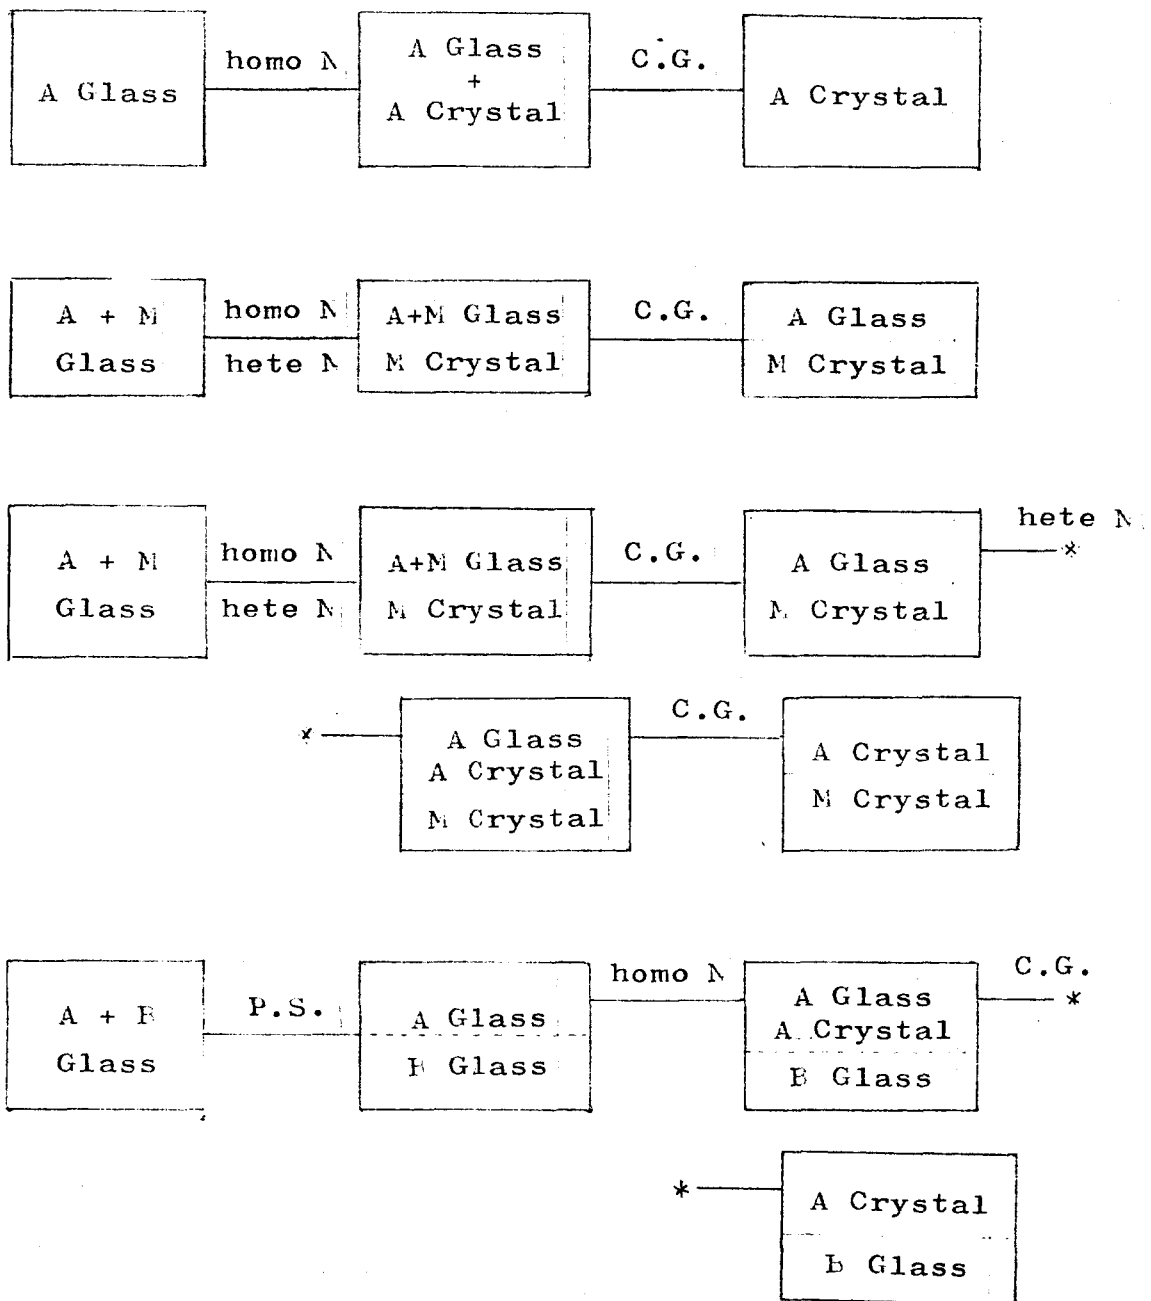 A Glass
homo N
A Glass
+
A Crystal
C.G.
A Crystal
A + M
Glass
homo N
hete N
A+M Glass
M Crystal
C.G.
A Glass
M Crystal
A + M
Glass
homo N
hete N
A+M Glass
M Crystal
C.G.
A Glass
M Crystal
hete N
*
*
A Glass
A Crystal
M Crystal
C.G.
A Crystal
M Crystal
A + B
Glass
P.S.
A Glass
B Glass
homo N
A Glass
A Crystal
B Glass
C.G.
*
*
A Crystal
B Glass